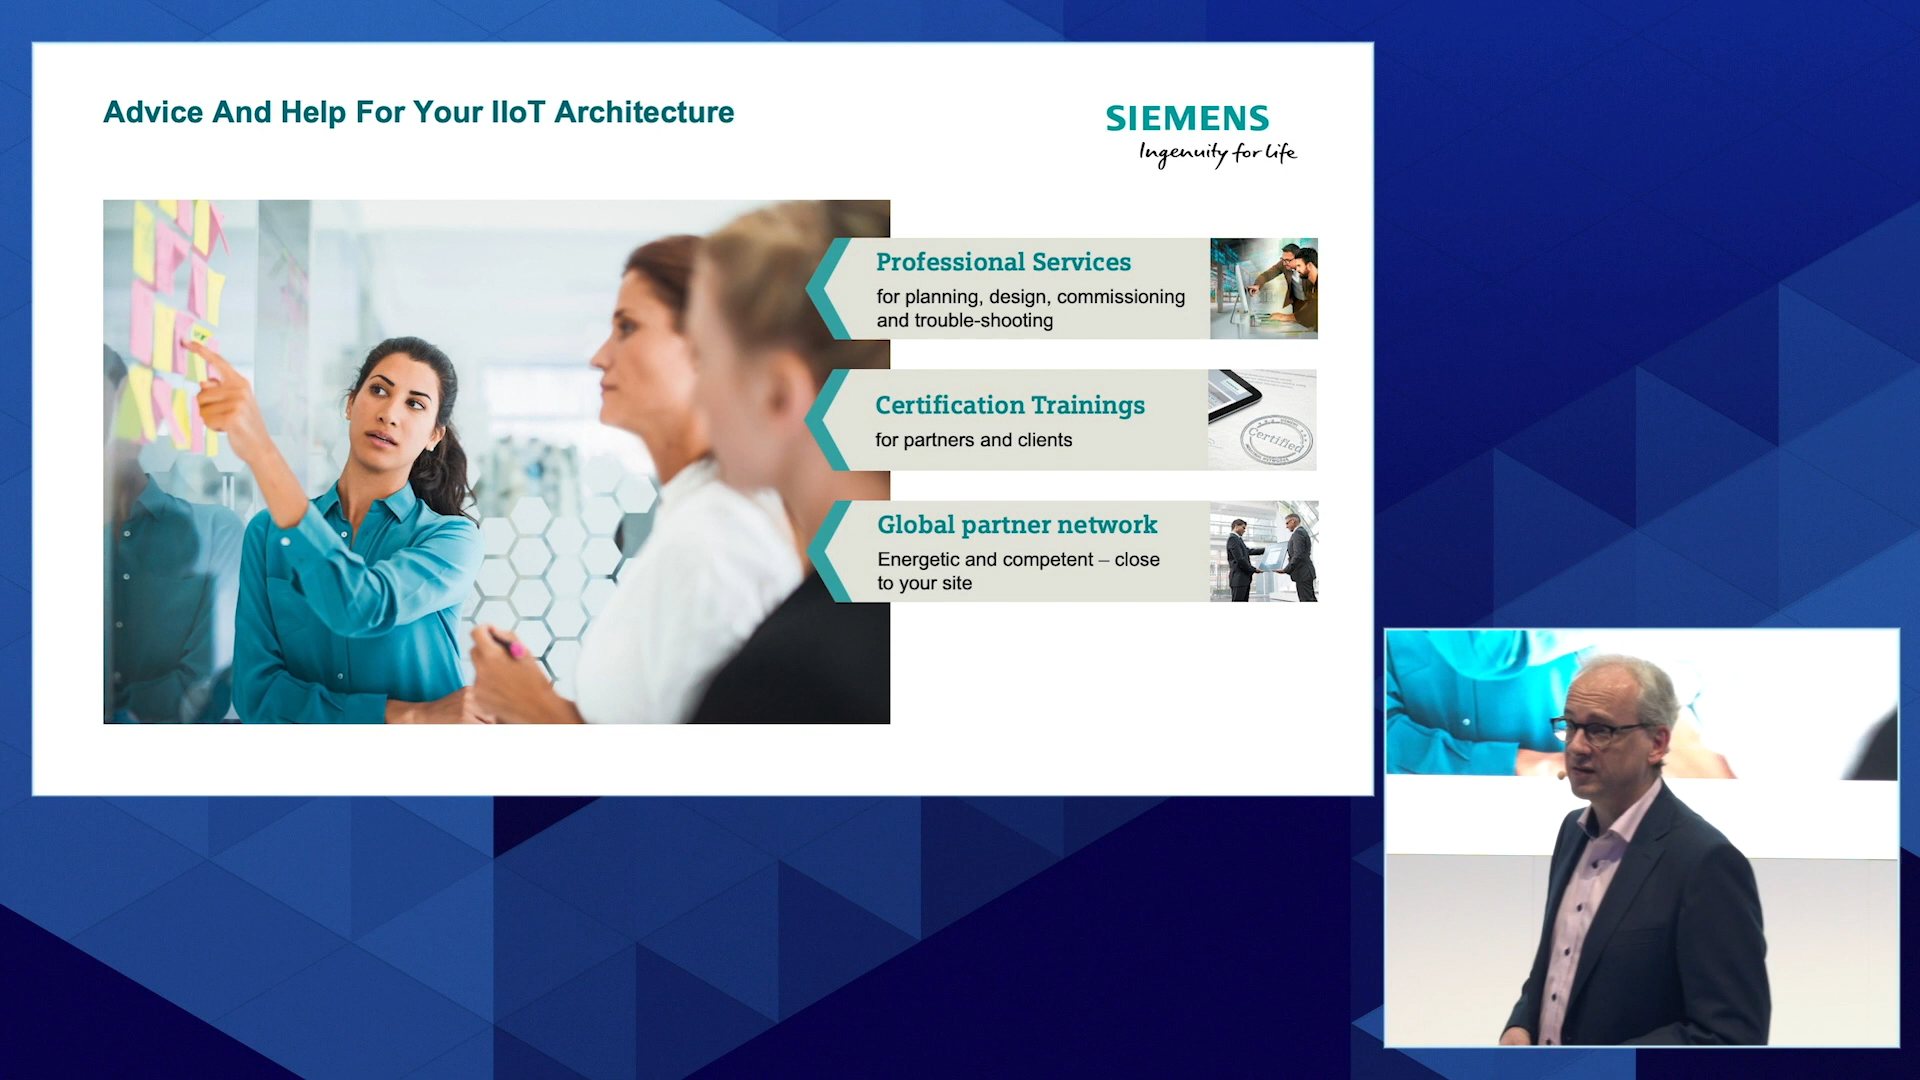 Advice And Help For Your IIoT Architecture
SIEMENS
Ingenuity for life
Professional Services
for planning, design, commissioning
and trouble-shooting
Certification Trainings
for partners and clients
Certified
Global partner network
Energetic and competent – close
to your site